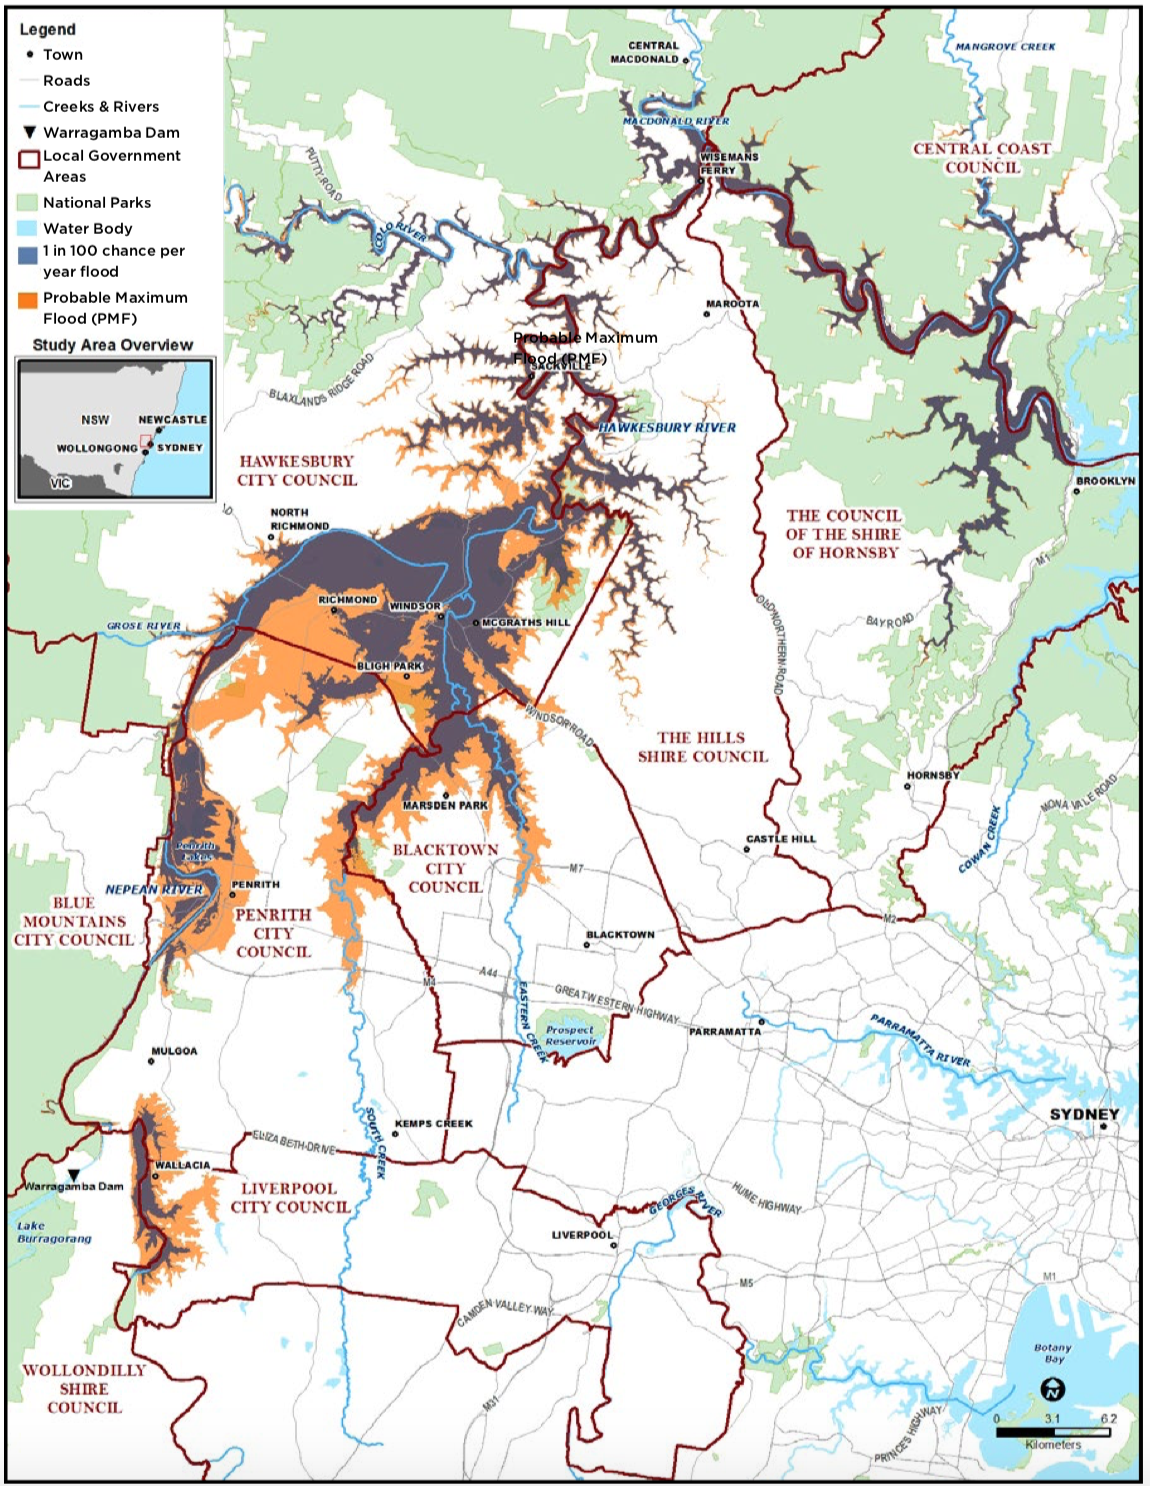 Legend
Town
Roads
Creeks & Rivers
Warragamba Dam
Local Government
Areas
National Parks
Water Body
1 in 100 chance per
year flood
Probable Maximum
Flood (PMF)
Study Area Overview
NSW
NEWCASTLE
WOLLONGONG
SYDNEY
VIC
CENTRAL
MACDONALD
MANGROVE CREEK
MACDONALD RIVER
WISEMANS
FERRY
CENTRAL COAST
COUNCIL
PUTTY ROAD
COLO RIVER
MAROOTA
Probable Maximum
Flood (PMF)
SACKVILLE
BLAXLANDS RIDGE ROAD
HAWKESBURY RIVER
HAWKESBURY
CITY COUNCIL
BROOKLYN
NORTH
RICHMOND
THE COUNCIL
OF THE SHIRE
OF HORNSBY
M1
RICHMOND
WINDSOR
MCGRATHS HILL
GROSE RIVER
BAY ROAD
OLD NORTHERN ROAD
BLIGH PARK
WINDSOR ROAD
THE HILLS
SHIRE COUNCIL
HORNSBY
MONA VALE ROAD
MARSDEN PARK
CASTLE HILL
COWAN CREEK
Penrith
Lakes
BLACKTOWN
CITY
COUNCIL
M7
NEPEAN RIVER
PENRITH
BLUE
MOUNTAINS
CITY COUNCIL
PENRITH
CITY
COUNCIL
M2
BLACKTOWN
A44
M4
GREAT WESTERN HIGHWAY
EASTERN CREEK
Prospect
Reservoir
PARRAMATTA
PARRAMATTA RIVER
MULGOA
SYDNEY
SOUTH CREEK
KEMPS CREEK
ELIZABETH DRIVE
WALLACIA
Warragamba Dam
LIVERPOOL
CITY COUNCIL
GEORGES RIVER
HUME HIGHWAY
Lake
Burragorang
LIVERPOOL
M5
M1
CAMDEN VALLEY WAY
Botany
Bay
WOLLONDILLY
SHIRE
COUNCIL
M31
PRINCES HIGHWAY
N
0 3.1 6.2
Kilometers